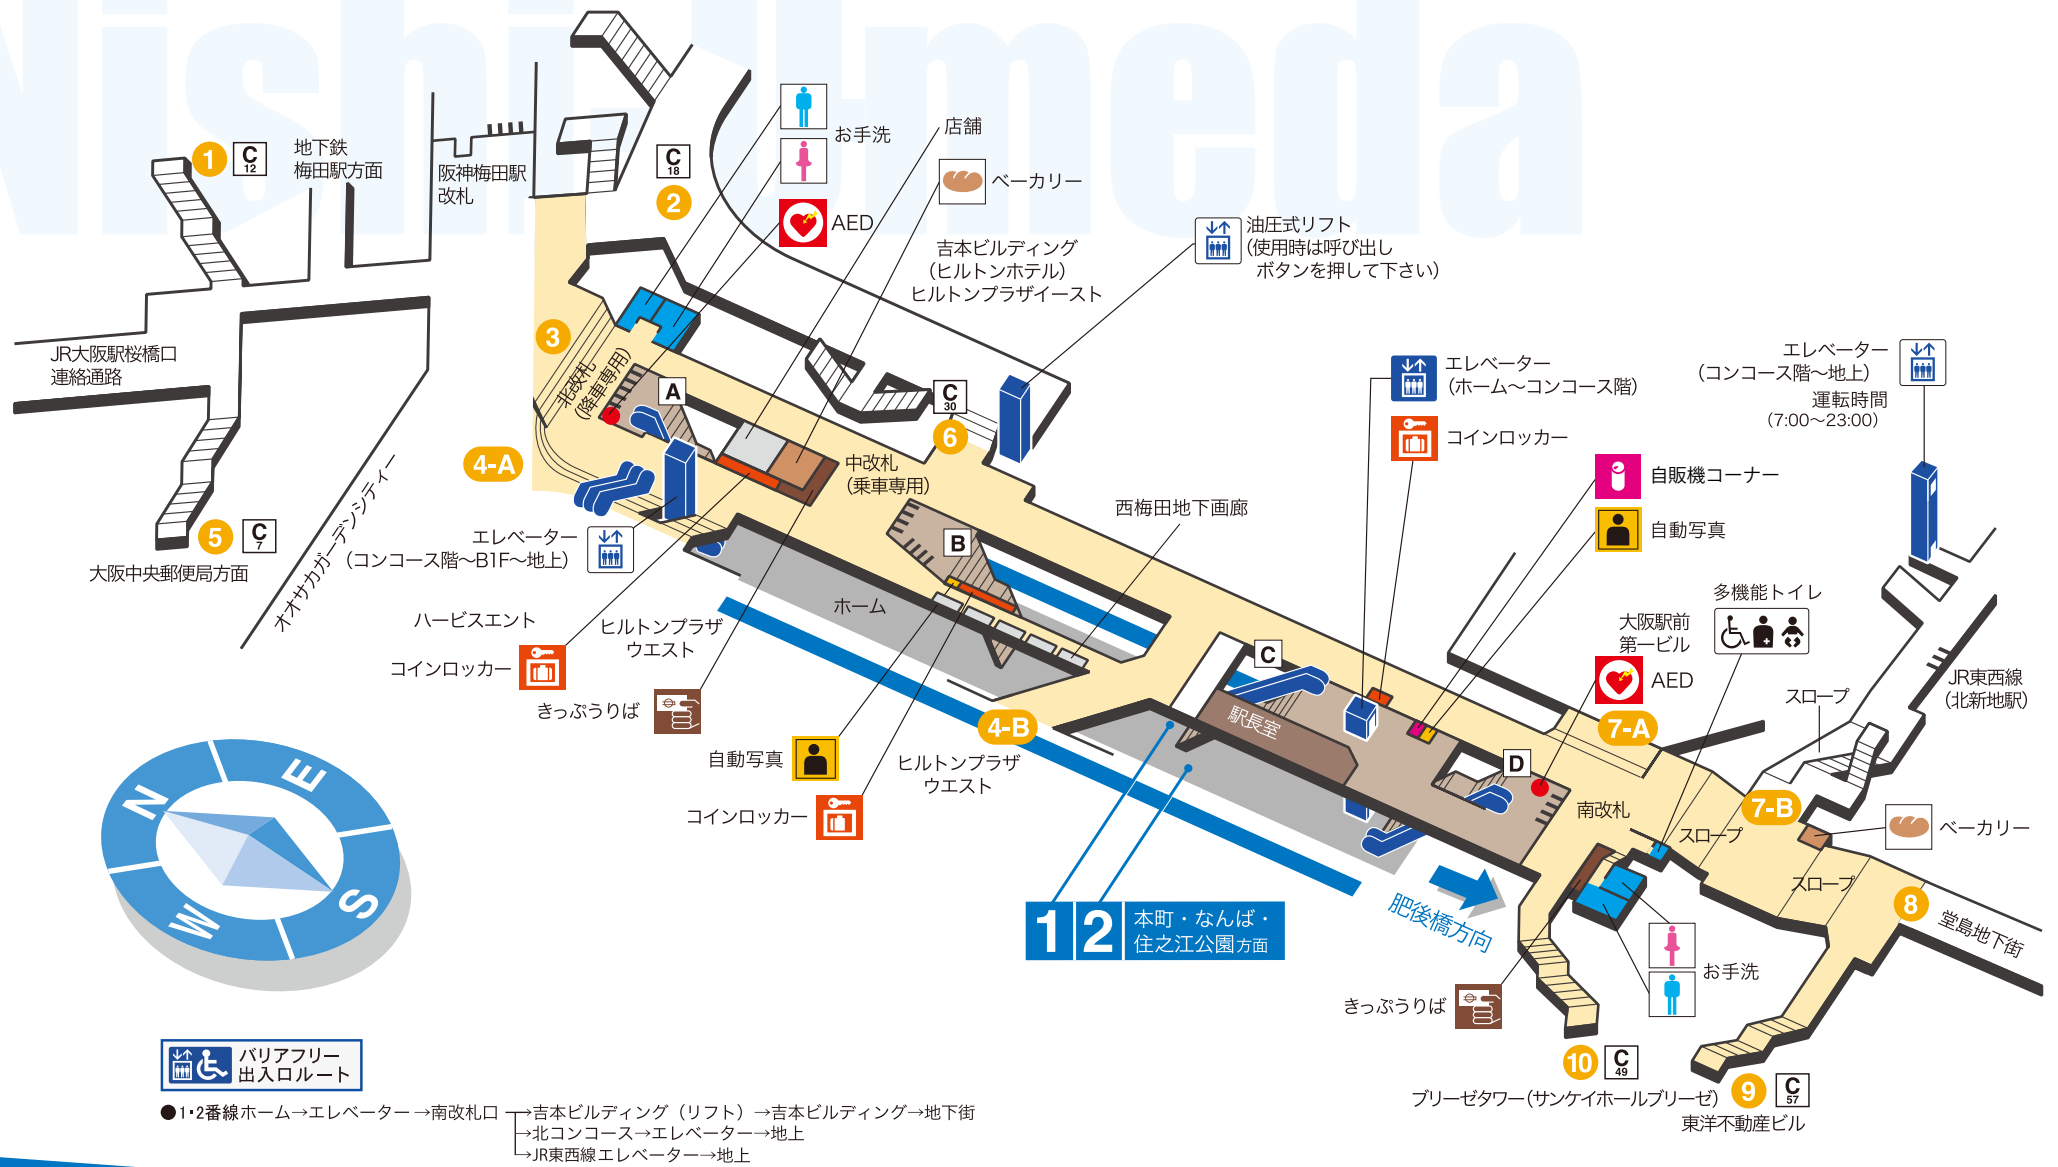 Nishi-Umeda
1
C
12
地下鉄
梅田駅方面
阪神梅田駅
改札
C
18
2
お手洗
AED
店舗
ベーカリー
吉本ビルディング
(ヒルトンホテル)
ヒルトンプラザイースト
油圧式リフト
(使用時は呼び出し
ボタンを押して下さい)
JR大阪駅桜橋口
連絡通路
3
北改札
(降車専用)
A
C
30
6
エレベーター
(ホーム〜コンコース階)
コインロッカー
エレベーター
(コンコース階〜地上)
運転時間
(7:00〜23:00)
4-A
中改札
(乗車専用)
自販機コーナー
自動写真
西梅田地下画廊
5
C
7
大阪中央郵便局方面
オオサカガーデンシティー
エレベーター
(コンコース階〜B1F〜地上)
B
ホーム
多機能トイレ
大阪駅前
第一ビル
AED
ハービスエント
ヒルトンプラザ
ウエスト
コインロッカー
きっぷうりば
C
駅長室
JR東西線
(北新地駅)
スロープ
4-B
7-A
自動写真
ヒルトンプラザ
ウエスト
コインロッカー
D
南改札
スロープ
7-B
ベーカリー
スロープ
8
堂島地下街
N
E
S
W
1
2
本町・なんば・
住之江公園方面
肥後橋方向
お手洗
きっぷうりば
10
C
49
ブリーゼタワー(サンケイホールブリーゼ)
9
C
57
東洋不動産ビル
バリアフリー
出入口ルート
●1・2番線ホーム→エレベーター→南改札口→吉本ビルディング(リフト)→吉本ビルディング→地下街
→北コンコース→エレベーター→地上
→JR東西線エレベーター→地上